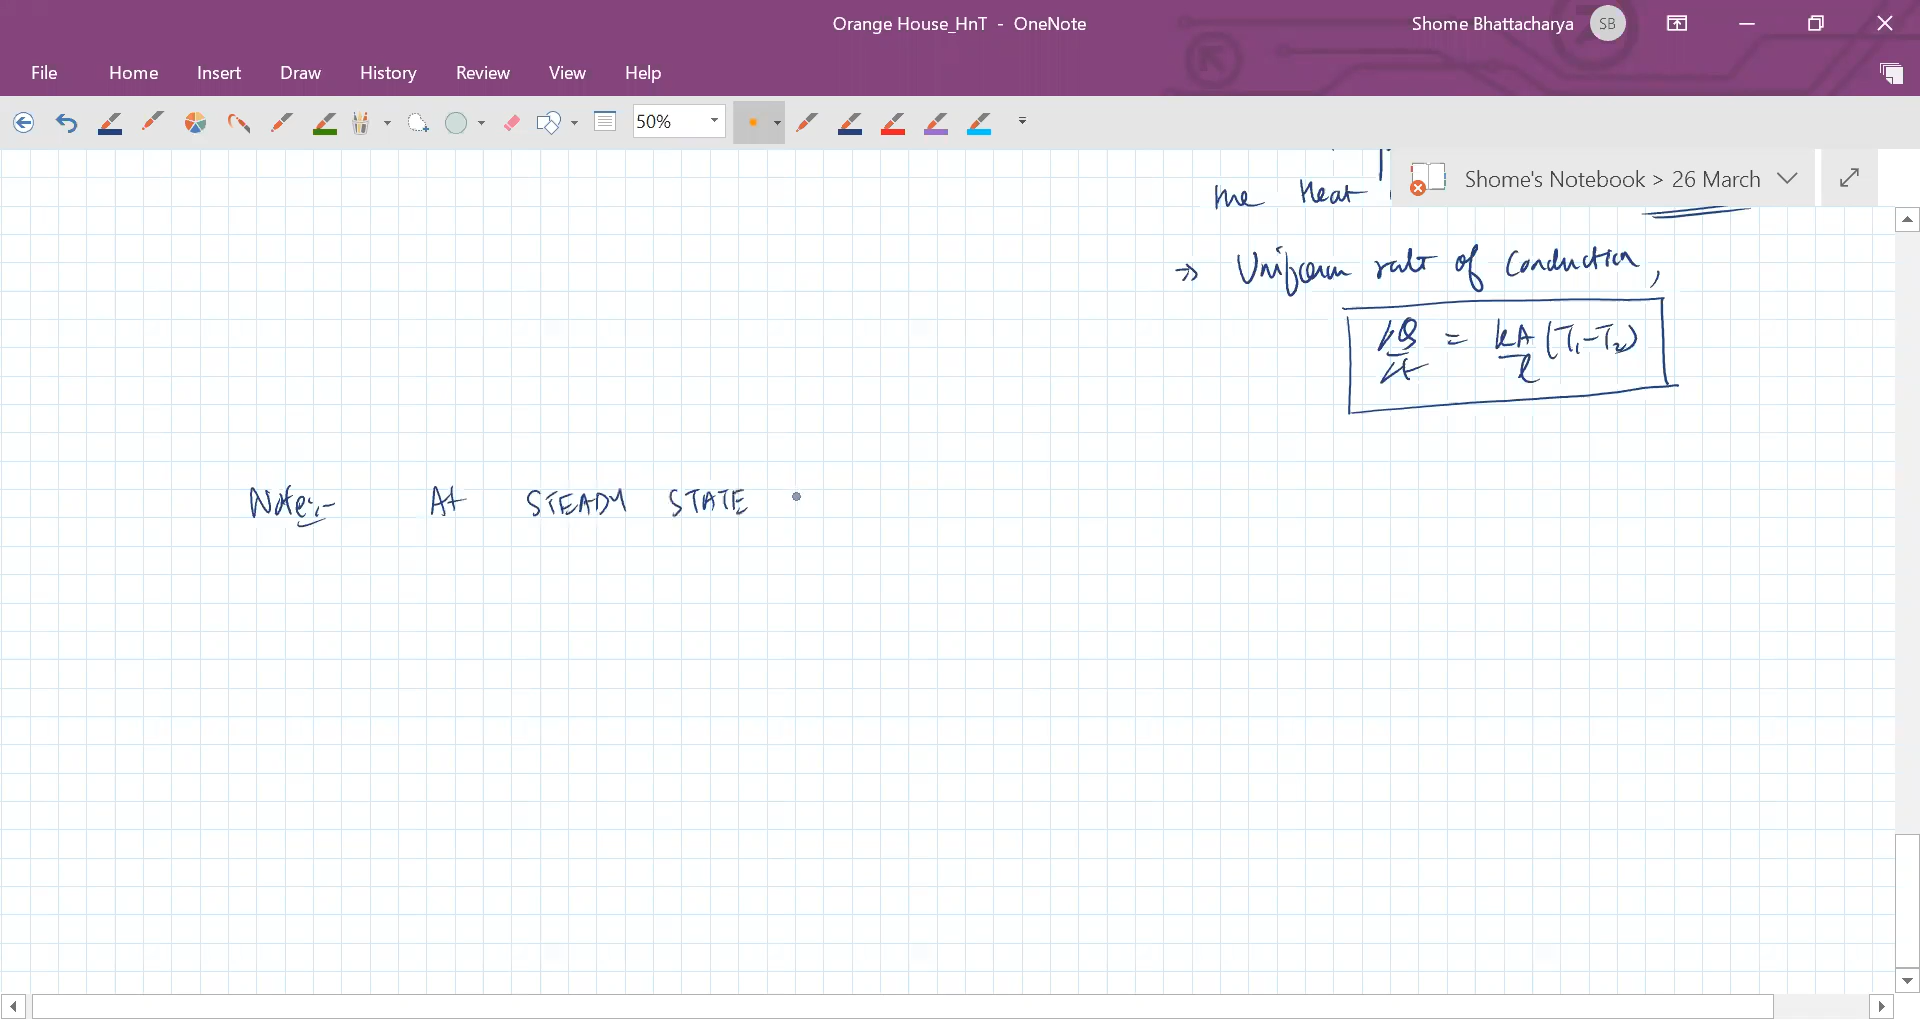 Orange House_HnT - OneNote
Shome Bhattacharya SB
File Home Insert Draw History Review View Help
50%
Shome's Notebook > 26 March
the Heat
→ Uniform rate of Conduction,
dQ/dt = kA/l (T₁-T₂)
Note:- At STEADY STATE